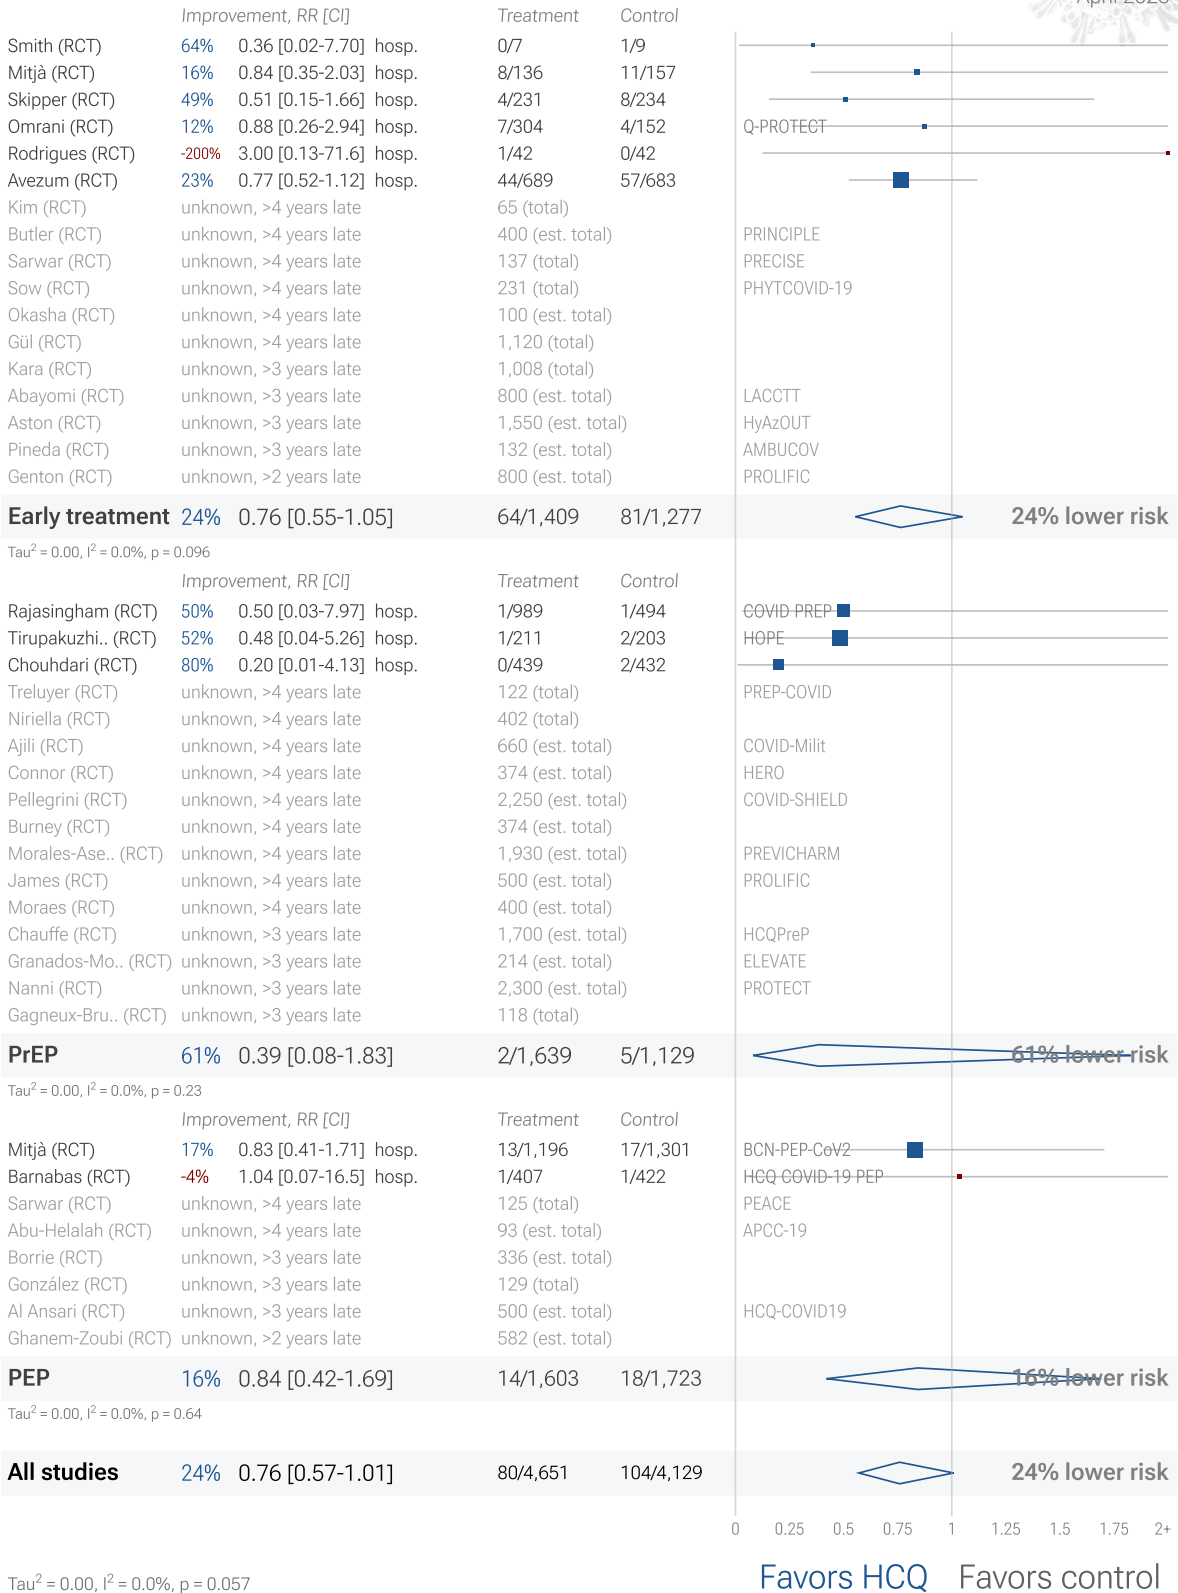 April 2025
Improvement, RR [CI] Treatment Control
Smith (RCT) 64% 0.36 [0.02-7.70] hosp. 0/7 1/9
Mitjà (RCT) 16% 0.84 [0.35-2.03] hosp. 8/136 11/157
Skipper (RCT) 49% 0.51 [0.15-1.66] hosp. 4/231 8/234
Omrani (RCT) 12% 0.88 [0.26-2.94] hosp. 7/304 4/152 Q-PROTECT
Rodrigues (RCT) -200% 3.00 [0.13-71.6] hosp. 1/42 0/42
Avezum (RCT) 23% 0.77 [0.52-1.12] hosp. 44/689 57/683
Kim (RCT) unknown, >4 years late 65 (total)
Butler (RCT) unknown, >4 years late 400 (est. total) PRINCIPLE
Sarwar (RCT) unknown, >4 years late 137 (total) PRECISE
Sow (RCT) unknown, >4 years late 231 (total) PHYTCOVID-19
Okasha (RCT) unknown, >4 years late 100 (est. total)
Gül (RCT) unknown, >4 years late 1,120 (total)
Kara (RCT) unknown, >3 years late 1,008 (total)
Abayomi (RCT) unknown, >3 years late 800 (est. total) LACCTT
Aston (RCT) unknown, >3 years late 1,550 (est. total) HyAzOUT
Pineda (RCT) unknown, >3 years late 132 (est. total) AMBUCOV
Genton (RCT) unknown, >2 years late 800 (est. total) PROLIFIC
Early treatment 24% 0.76 [0.55-1.05] 64/1,409 81/1,277 24% lower risk
Tau² = 0.00, I² = 0.0%, p = 0.096
Improvement, RR [CI] Treatment Control
Rajasingham (RCT) 50% 0.50 [0.03-7.97] hosp. 1/989 1/494 COVID PREP
Tirupakuzhi.. (RCT) 52% 0.48 [0.04-5.26] hosp. 1/211 2/203 HOPE
Chouhdari (RCT) 80% 0.20 [0.01-4.13] hosp. 0/439 2/432
Treluyer (RCT) unknown, >4 years late 122 (total) PREP-COVID
Niriella (RCT) unknown, >4 years late 402 (total)
Ajili (RCT) unknown, >4 years late 660 (est. total) COVID-Milit
Connor (RCT) unknown, >4 years late 374 (est. total) HERO
Pellegrini (RCT) unknown, >4 years late 2,250 (est. total) COVID-SHIELD
Burney (RCT) unknown, >4 years late 374 (est. total)
Morales-Ase.. (RCT) unknown, >4 years late 1,930 (est. total) PREVICHARM
James (RCT) unknown, >4 years late 500 (est. total) PROLIFIC
Moraes (RCT) unknown, >4 years late 400 (est. total)
Chauffe (RCT) unknown, >3 years late 1,700 (est. total) HCQPreP
Granados-Mo.. (RCT) unknown, >3 years late 214 (est. total) ELEVATE
Nanni (RCT) unknown, >3 years late 2,300 (est. total) PROTECT
Gagneux-Bru.. (RCT) unknown, >3 years late 118 (total)
PrEP 61% 0.39 [0.08-1.83] 2/1,639 5/1,129 61% lower risk
Tau² = 0.00, I² = 0.0%, p = 0.23
Improvement, RR [CI] Treatment Control
Mitjà (RCT) 17% 0.83 [0.41-1.71] hosp. 13/1,196 17/1,301 BCN-PEP-CoV2
Barnabas (RCT) -4% 1.04 [0.07-16.5] hosp. 1/407 1/422 HCQ COVID-19 PEP
Sarwar (RCT) unknown, >4 years late 125 (total) PEACE
Abu-Helalah (RCT) unknown, >4 years late 93 (est. total) APCC-19
Borrie (RCT) unknown, >3 years late 336 (est. total)
González (RCT) unknown, >3 years late 129 (total)
Al Ansari (RCT) unknown, >3 years late 500 (est. total) HCQ-COVID19
Ghanem-Zoubi (RCT) unknown, >2 years late 582 (est. total)
PEP 16% 0.84 [0.42-1.69] 14/1,603 18/1,723 16% lower risk
Tau² = 0.00, I² = 0.0%, p = 0.64
All studies 24% 0.76 [0.57-1.01] 80/4,651 104/4,129 24% lower risk
0 0.25 0.5 0.75 1 1.25 1.5 1.75 2+
Tau² = 0.00, I² = 0.0%, p = 0.057 Favors HCQ Favors control